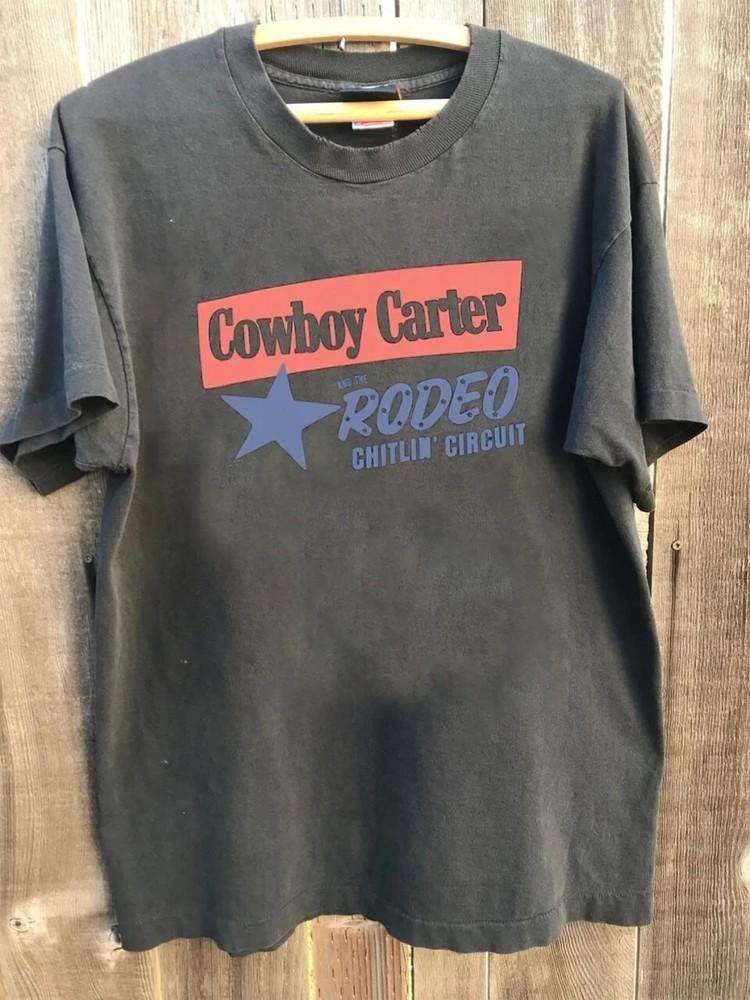 Cowboy Carter
AND THE
RODEO
CHITLIN' CIRCUIT